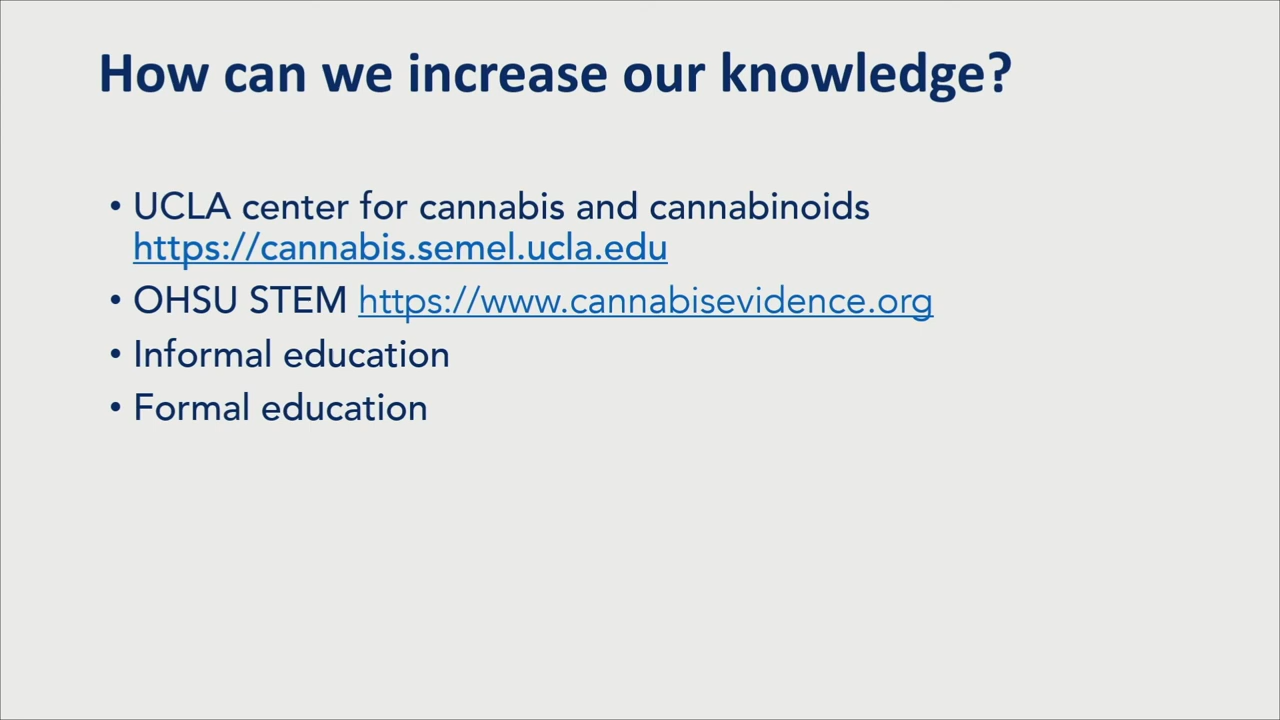 How can we increase our knowledge?
• UCLA center for cannabis and cannabinoids
https://cannabis.semel.ucla.edu
• OHSU STEM https://www.cannabisevidence.org
• Informal education
• Formal education